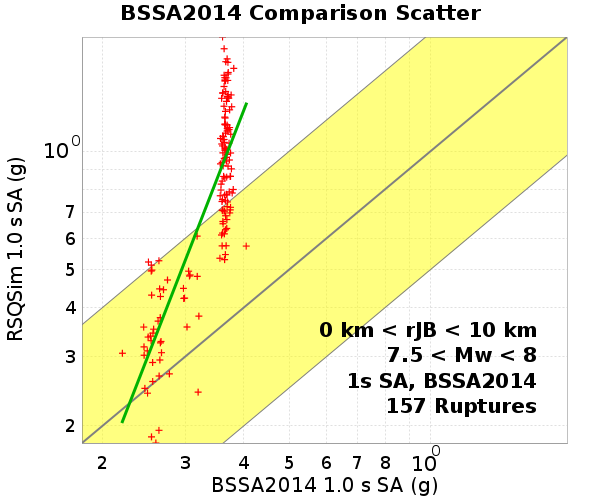 BSSA2014 Comparison Scatter
RSQSim 1.0 s SA (g)
10^0
7
6
5
4
3
2
0 km < rJB < 10 km
7.5 < Mw < 8
1s SA, BSSA2014
157 Ruptures
2 3 4 5 6 7 8 10^0
BSSA2014 1.0 s SA (g)